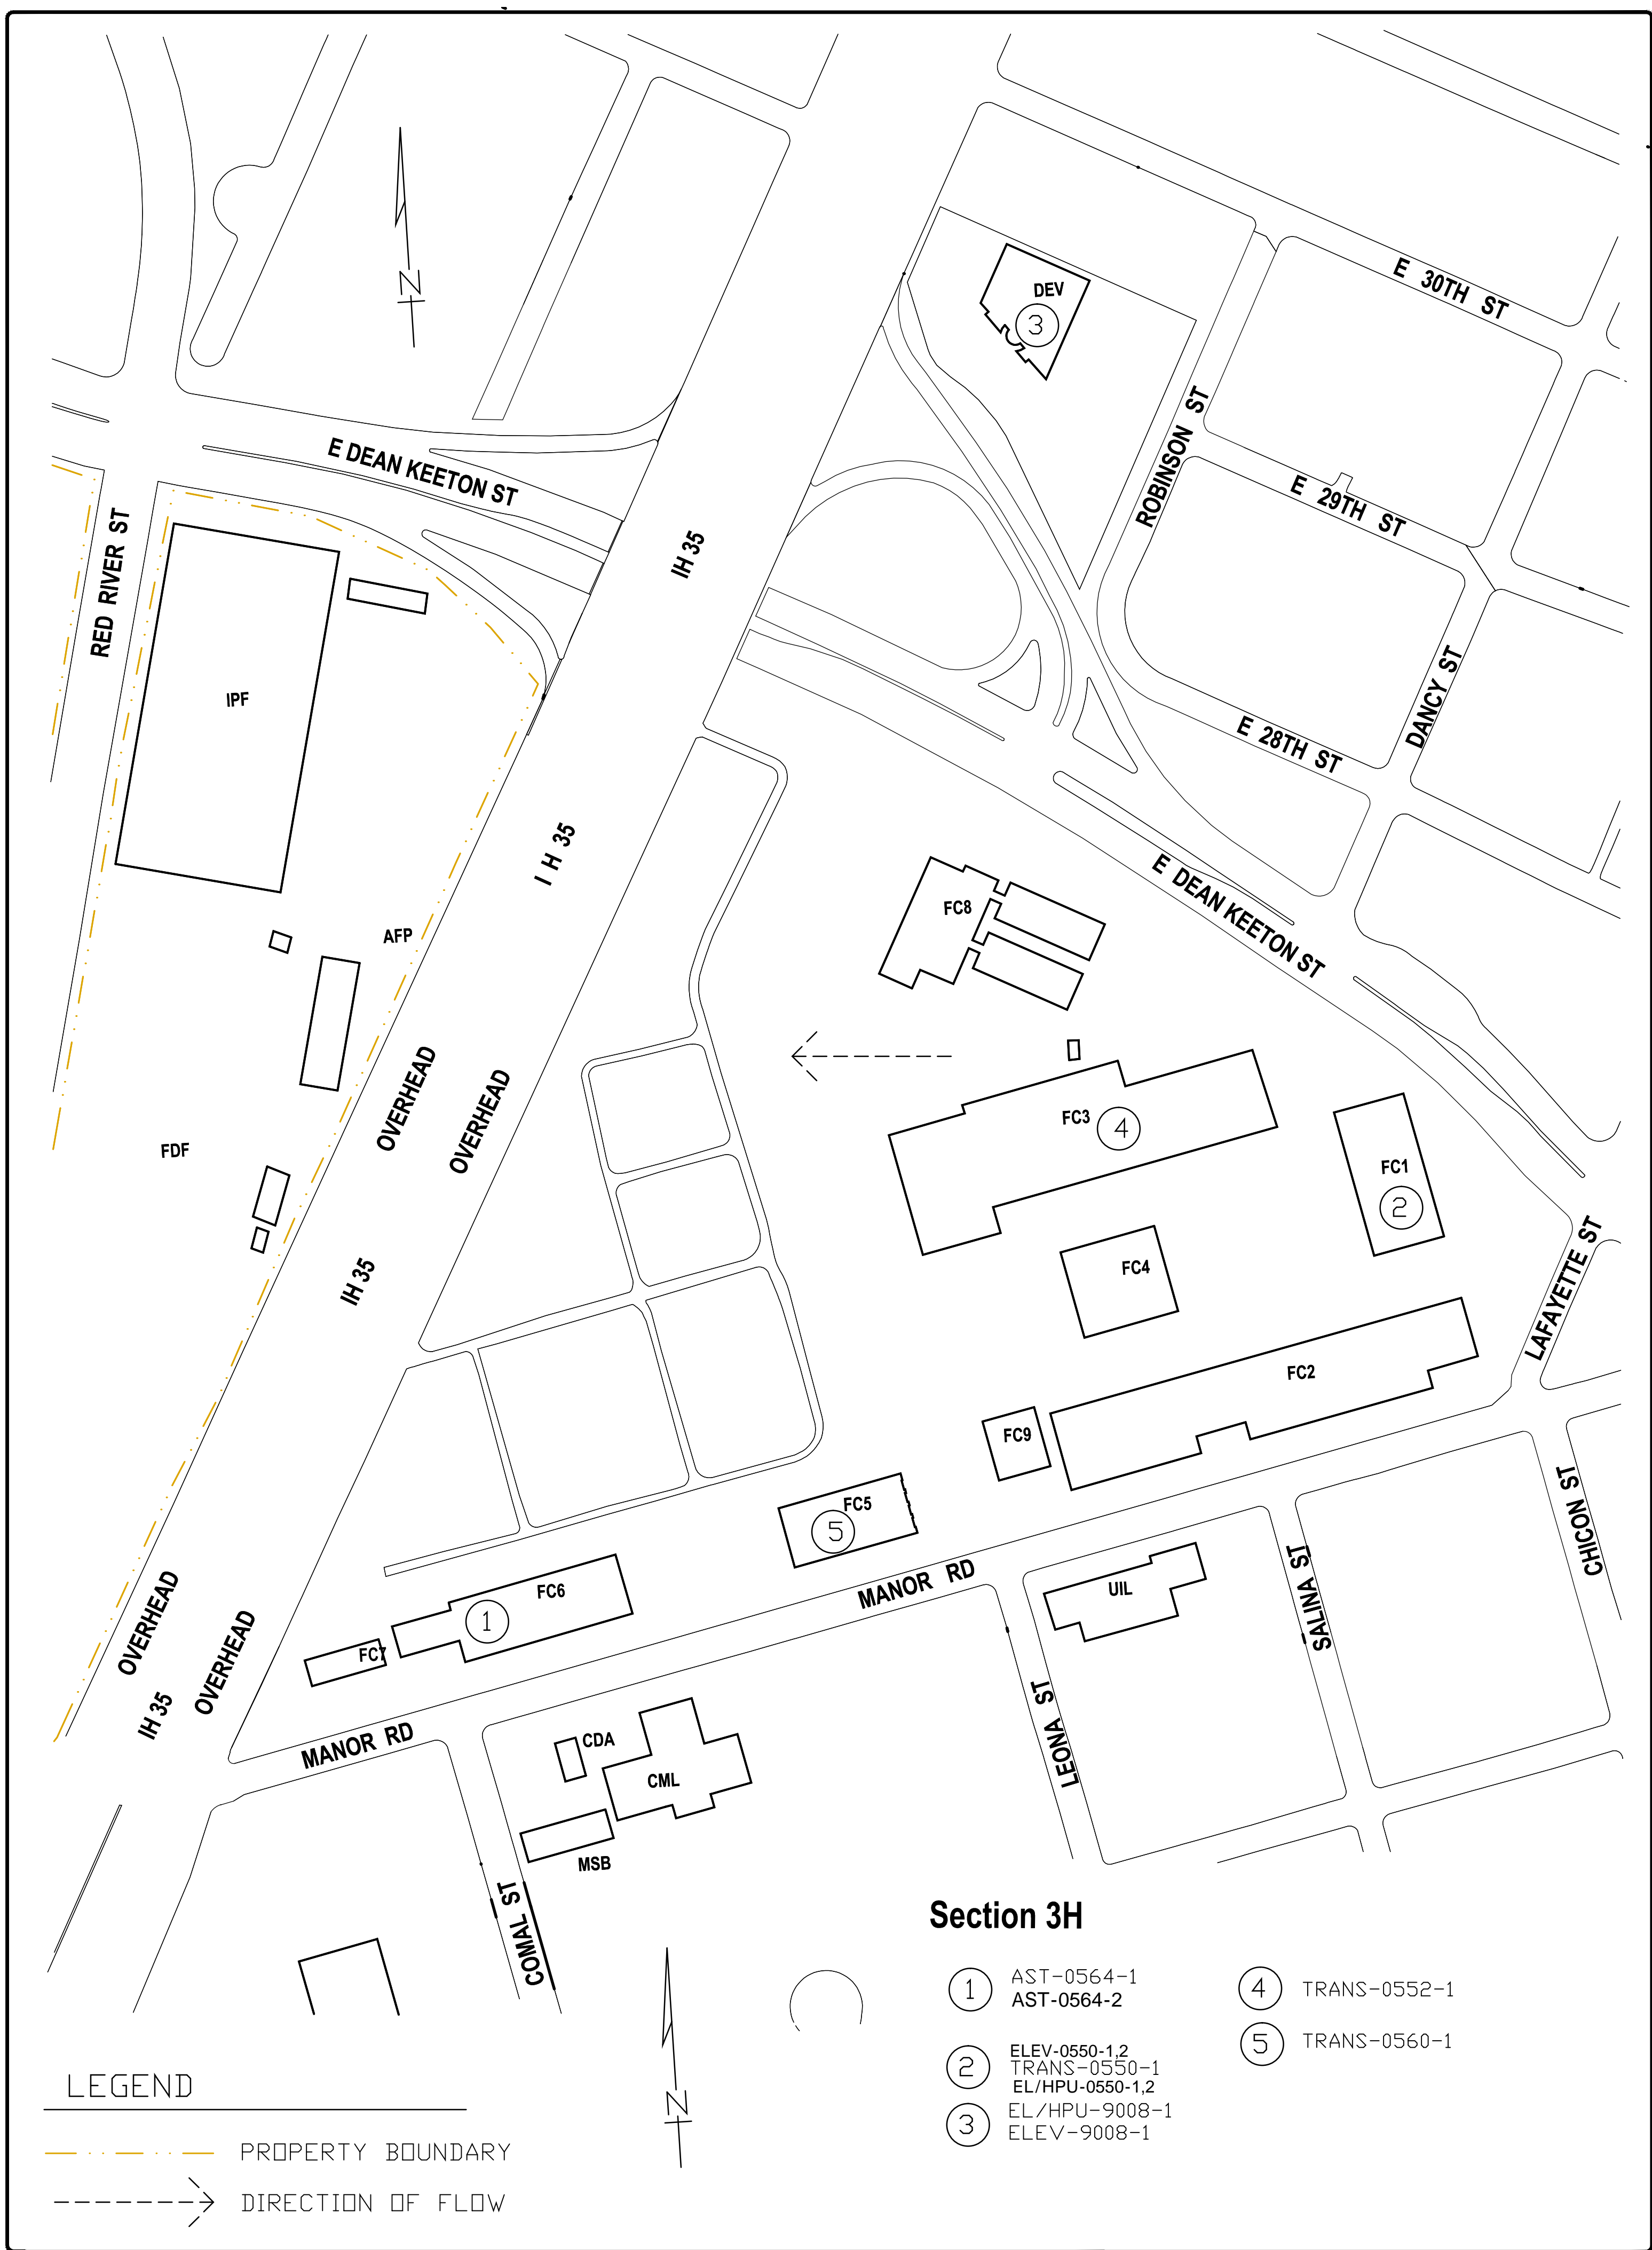 N
DEV
3
E 30TH ST
E DEAN KEETON ST
ROBINSON ST
E 29TH ST
RED RIVER ST
IH 35
IPF
DANCY ST
E 28TH ST
I H 35
E DEAN KEETON ST
FC8
AFP
OVERHEAD
OVERHEAD
FC3
4
FDF
FC1
2
FC4
IH 35
LAFAYETTE ST
FC2
FC9
FC5
5
CHICON ST
MANOR RD
FC6
1
UIL
SALINA ST
OVERHEAD
OVERHEAD
FC7
IH 35
MANOR RD
LEONA ST
CDA
CML
MSB
COMAL ST
Section 3H
1 AST-0564-1
AST-0564-2
2 ELEV-0550-1,2
TRANS-0550-1
EL/HPU-0550-1,2
3 EL/HPU-9008-1
ELEV-9008-1
4 TRANS-0552-1
5 TRANS-0560-1
N
LEGEND
PROPERTY BOUNDARY
DIRECTION OF FLOW